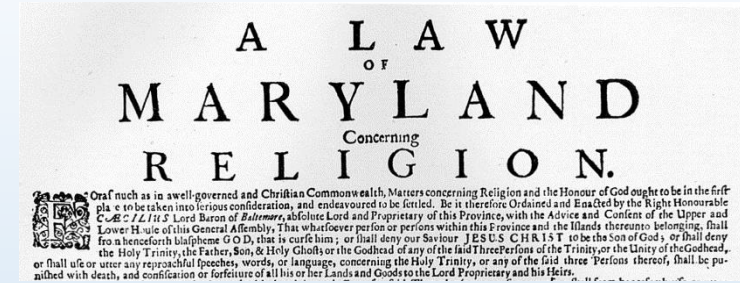 A LAW
OF
MARYLAND
Concerning
RELIGION.
Forasmuch as in a well-governed and Christian Commonwealth, Matters concerning Religion and the Honour of God ought to be in the first
place to be taken into serious consideration, and endeavoured to be settled. Be it therefore Ordained and Enacted by the Right Honourable
CÆCILIUS Lord Baron of Baltemore, absolute Lord and Proprietary of this Province, with the Advice and Consent of the Upper and
Lower House of this General Assembly, That whatsoever person or persons within this Province and the Islands thereunto belonging, shall
from henceforth blaspheme GOD, that is curse him; or shall deny our Saviour JESUS CHRIST to be the Son of God; or shall deny
the Holy Trinity, the Father, Son, & Holy Ghost; or the Godhead of any of the said Three Persons of the Trinity, or the Unity of the Godhead,
or shall use or utter any reproachful speeches, words, or language, concerning the Holy Trinity, or any of the said three Persons thereof, shall be pu-
nished with death, and confiscation or forfeiture of all his or her Lands and Goods to the Lord Proprietary and his Heirs.